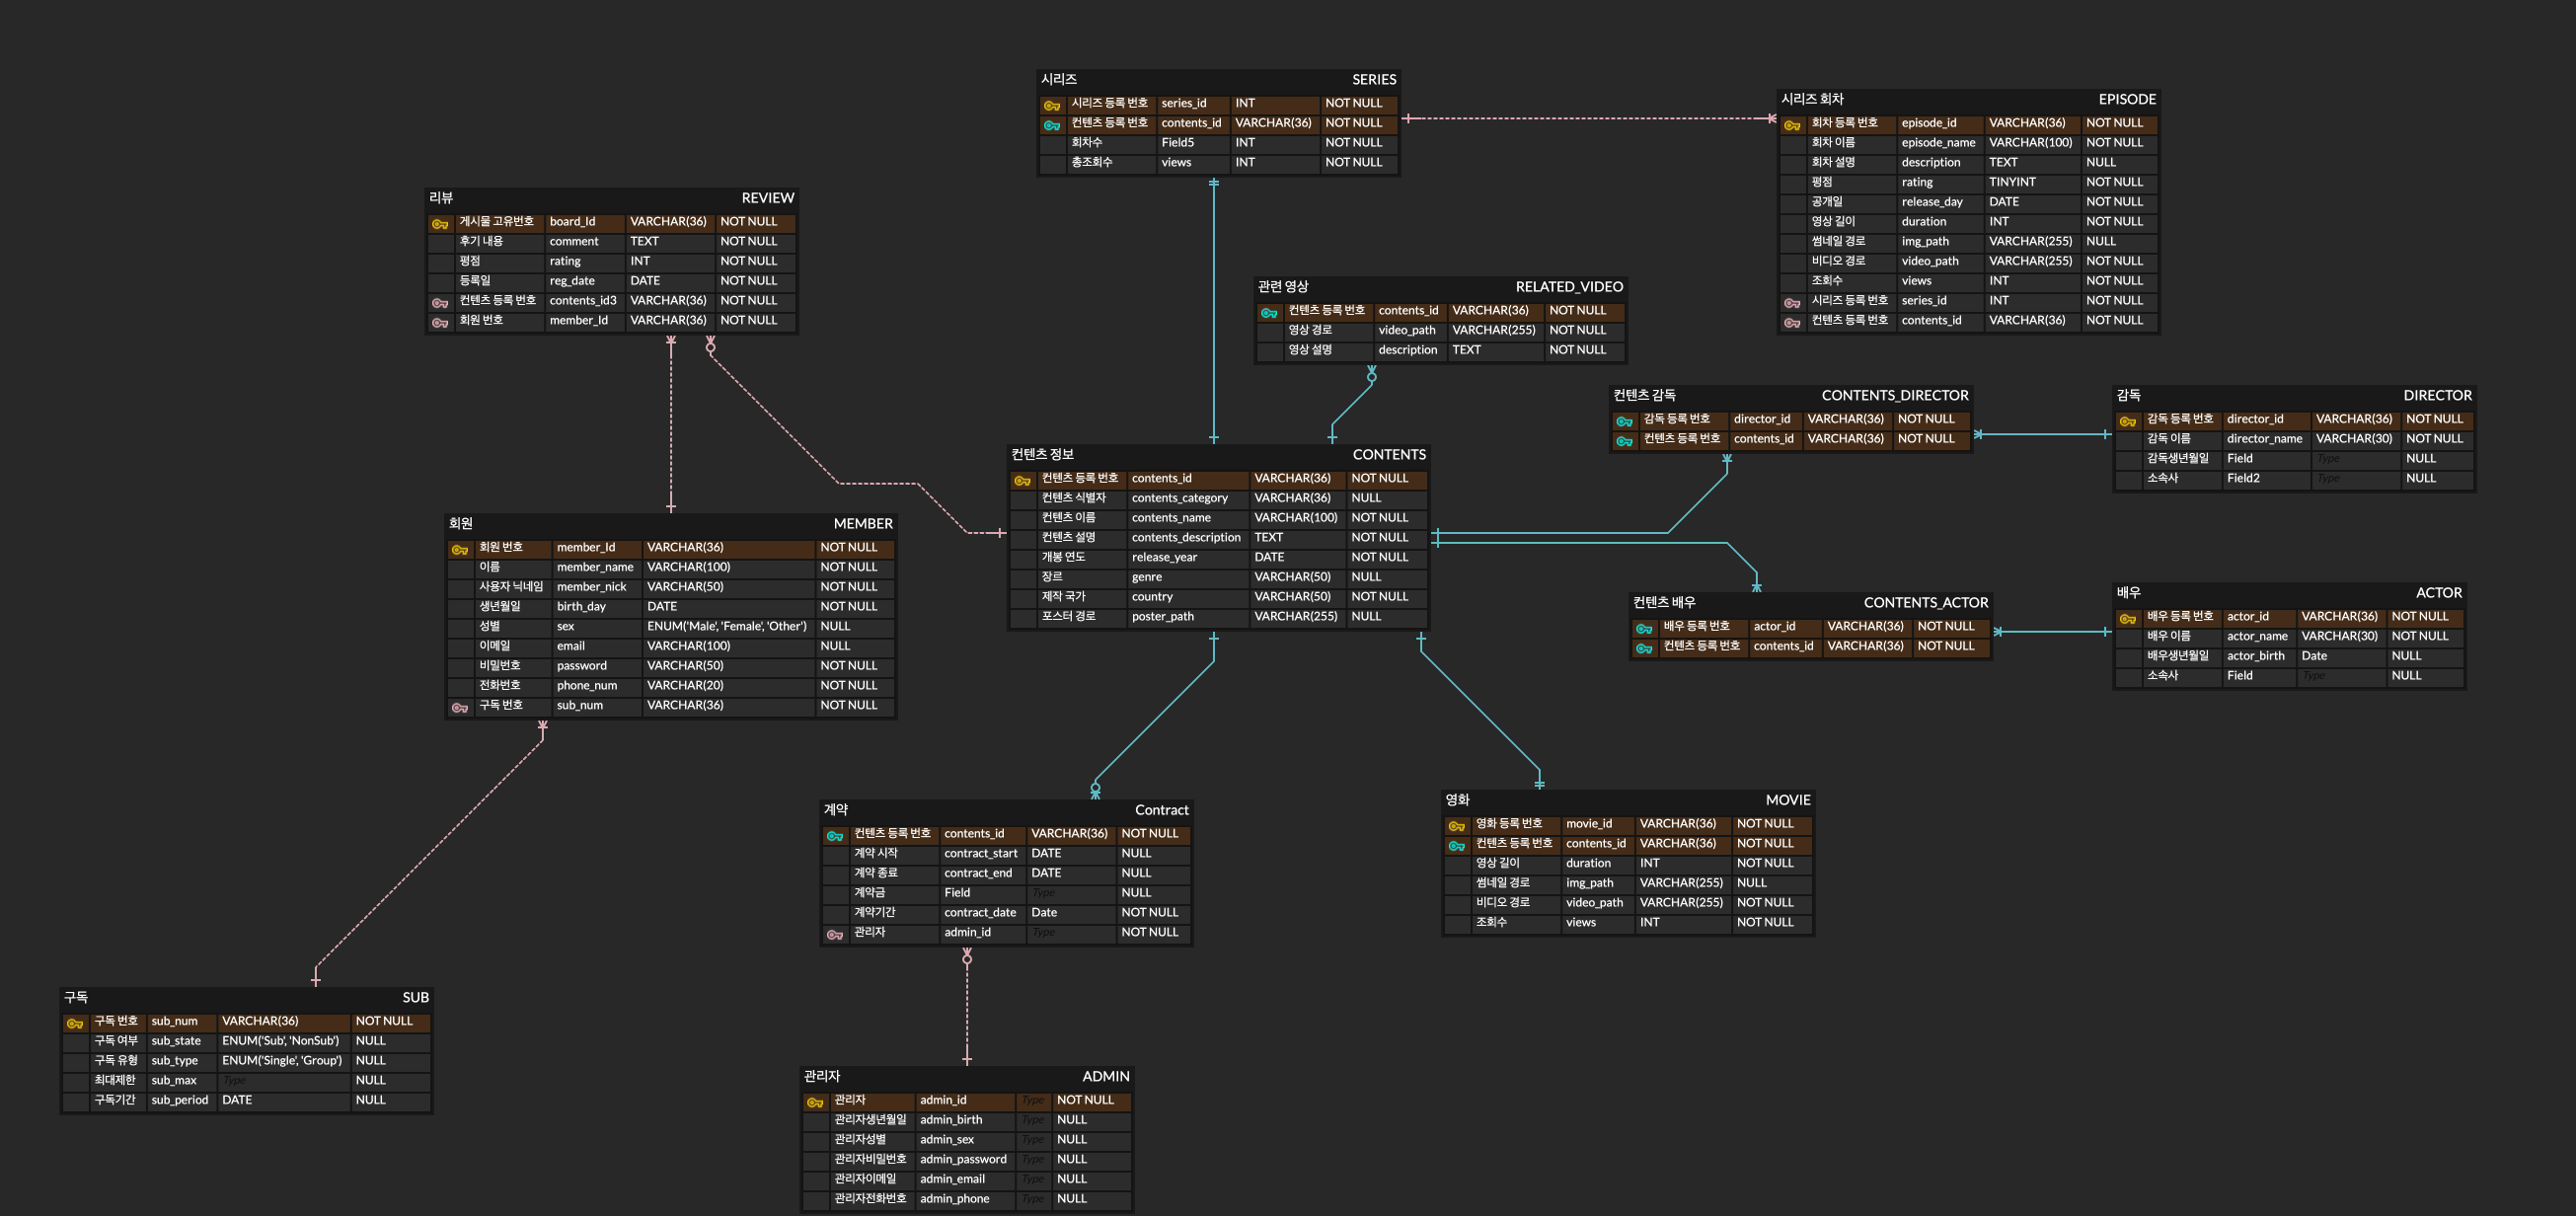 시리즈 SERIES
시리즈 등록 번호 series_id INT NOT NULL
컨텐츠 등록 번호 contents_id VARCHAR(36) NOT NULL
회차수 Field5 INT NOT NULL
총조회수 views INT NOT NULL
시리즈 회차 EPISODE
회차 등록 번호 episode_id VARCHAR(36) NOT NULL
회차 이름 episode_name VARCHAR(100) NOT NULL
회차 설명 description TEXT NULL
평점 rating TINYINT NOT NULL
공개일 release_day DATE NOT NULL
영상 길이 duration INT NOT NULL
썸네일 경로 img_path VARCHAR(255) NULL
비디오 경로 video_path VARCHAR(255) NOT NULL
조회수 views INT NOT NULL
시리즈 등록 번호 series_id INT NOT NULL
컨텐츠 등록 번호 contents_id VARCHAR(36) NOT NULL
리뷰 REVIEW
게시물 고유번호 board_Id VARCHAR(36) NOT NULL
후기 내용 comment TEXT NOT NULL
평점 rating INT NOT NULL
등록일 reg_date DATE NOT NULL
컨텐츠 등록 번호 contents_id3 VARCHAR(36) NOT NULL
회원 번호 member_Id VARCHAR(36) NOT NULL
관련 영상 RELATED_VIDEO
컨텐츠 등록 번호 contents_id VARCHAR(36) NOT NULL
영상 경로 video_path VARCHAR(255) NOT NULL
영상 설명 description TEXT NOT NULL
컨텐츠 감독 CONTENTS_DIRECTOR
감독 등록 번호 director_id VARCHAR(36) NOT NULL
컨텐츠 등록 번호 contents_id VARCHAR(36) NOT NULL
감독 DIRECTOR
감독 등록 번호 director_id VARCHAR(36) NOT NULL
감독 이름 director_name VARCHAR(30) NOT NULL
감독생년월일 Field Type NULL
소속사 Field2 Type NULL
컨텐츠 정보 CONTENTS
컨텐츠 등록 번호 contents_id VARCHAR(36) NOT NULL
컨텐츠 식별자 contents_category VARCHAR(36) NULL
컨텐츠 이름 contents_name VARCHAR(100) NOT NULL
컨텐츠 설명 contents_description TEXT NOT NULL
개봉 연도 release_year DATE NOT NULL
장르 genre VARCHAR(50) NULL
제작 국가 country VARCHAR(50) NOT NULL
포스터 경로 poster_path VARCHAR(255) NULL
회원 MEMBER
회원 번호 member_Id VARCHAR(36) NOT NULL
이름 member_name VARCHAR(100) NOT NULL
사용자 닉네임 member_nick VARCHAR(50) NOT NULL
생년월일 birth_day DATE NOT NULL
성별 sex ENUM('Male', 'Female', 'Other') NULL
이메일 email VARCHAR(100) NULL
비밀번호 password VARCHAR(50) NOT NULL
전화번호 phone_num VARCHAR(20) NOT NULL
구독 번호 sub_num VARCHAR(36) NOT NULL
컨텐츠 배우 CONTENTS_ACTOR
배우 등록 번호 actor_id VARCHAR(36) NOT NULL
컨텐츠 등록 번호 contents_id VARCHAR(36) NOT NULL
배우 ACTOR
배우 등록 번호 actor_id VARCHAR(36) NOT NULL
배우 이름 actor_name VARCHAR(30) NOT NULL
배우생년월일 actor_birth Date NULL
소속사 Field Type NULL
계약 Contract
컨텐츠 등록 번호 contents_id VARCHAR(36) NOT NULL
계약 시작 contract_start DATE NULL
계약 종료 contract_end DATE NULL
계약금 Field Type NULL
계약기간 contract_date Date NOT NULL
관리자 admin_id Type NOT NULL
영화 MOVIE
영화 등록 번호 movie_id VARCHAR(36) NOT NULL
컨텐츠 등록 번호 contents_id VARCHAR(36) NOT NULL
영상 길이 duration INT NOT NULL
썸네일 경로 img_path VARCHAR(255) NULL
비디오 경로 video_path VARCHAR(255) NOT NULL
조회수 views INT NOT NULL
구독 SUB
구독 번호 sub_num VARCHAR(36) NOT NULL
구독 여부 sub_state ENUM('Sub', 'NonSub') NULL
구독 유형 sub_type ENUM('Single', 'Group') NULL
최대제한 sub_max Type NULL
구독기간 sub_period DATE NULL
관리자 ADMIN
관리자 admin_id Type NOT NULL
관리자생년월일 admin_birth Type NULL
관리자성별 admin_sex Type NULL
관리자비밀번호 admin_password Type NULL
관리자이메일 admin_email Type NULL
관리자전화번호 admin_phone Type NULL